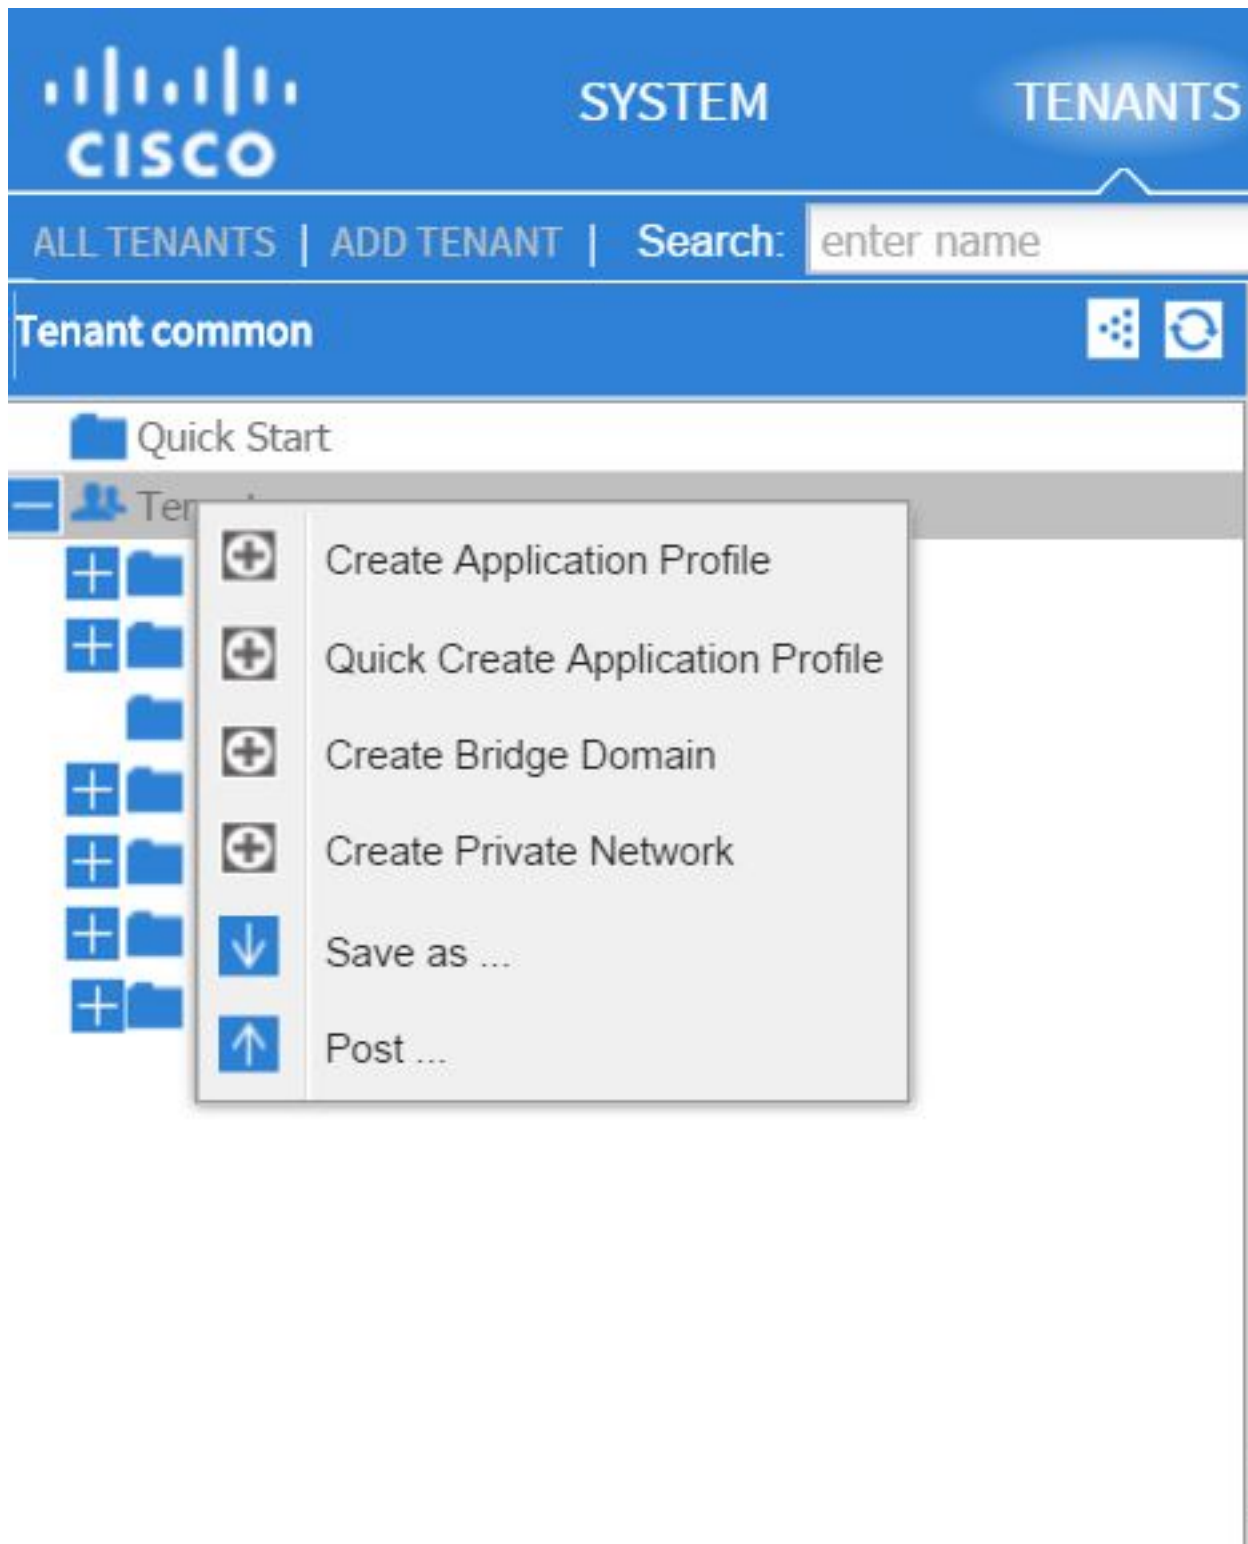 CISCO
SYSTEM
TENANTS
ALL TENANTS | ADD TENANT | Search: enter name
Tenant common
Quick Start
Create Application Profile
Quick Create Application Profile
Create Bridge Domain
Create Private Network
Save as ...
Post ...